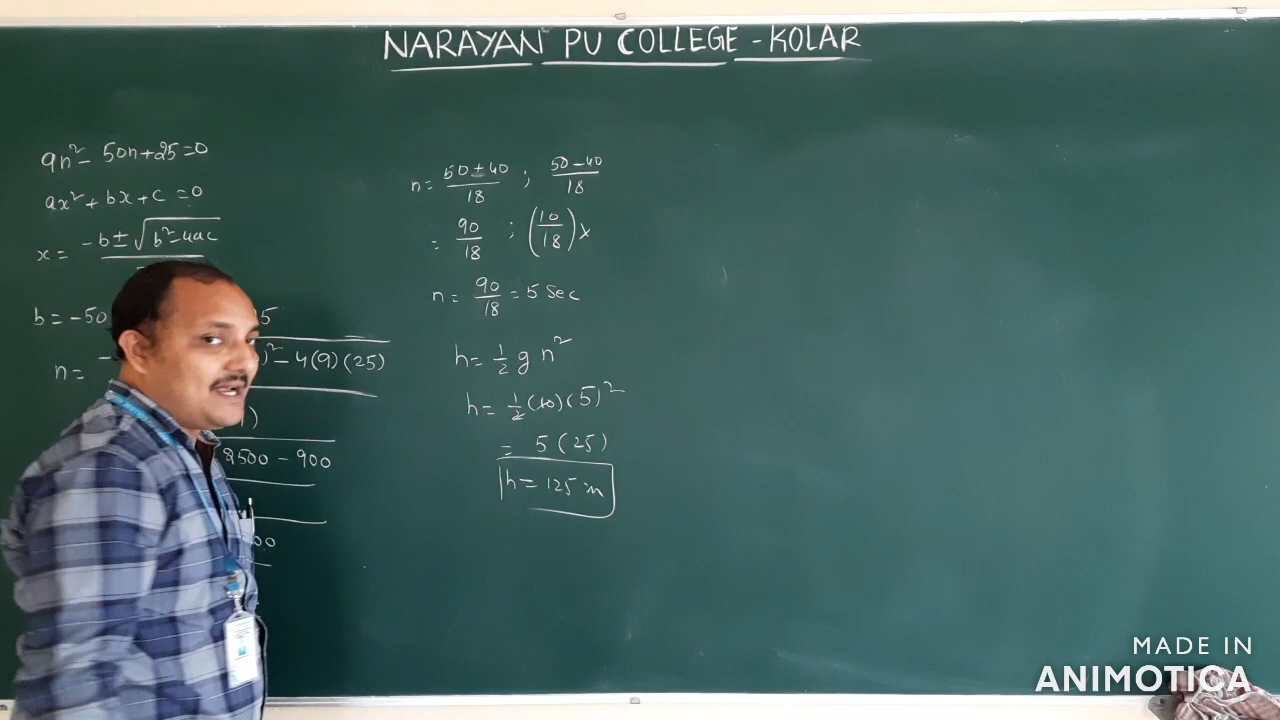 NARAYAN PU COLLEGE - KOLAR
9n² - 50n + 25 = 0
ax² + bx + c = 0
x = -b ± √b² - 4ac
b = -50
5
n = -
)² - 4(9)(25)
)
2500 - 900
00
n = 50 + 40 / 18 ; 50 - 40 / 18
= 90 / 18 ; (10 / 18) x
n = 90 / 18 = 5 Sec
h = 1/2 g n²
h = 1/2 (10) (5)²
= 5 (25)
h = 125 m
MADE IN
ANIMOTICA